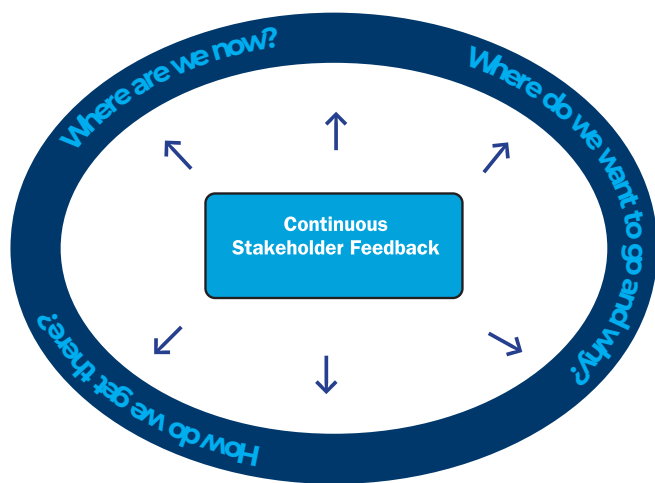 Where are we now?
Where do we want to go and why?
Continuous
Stakeholder Feedback
How do we get there?